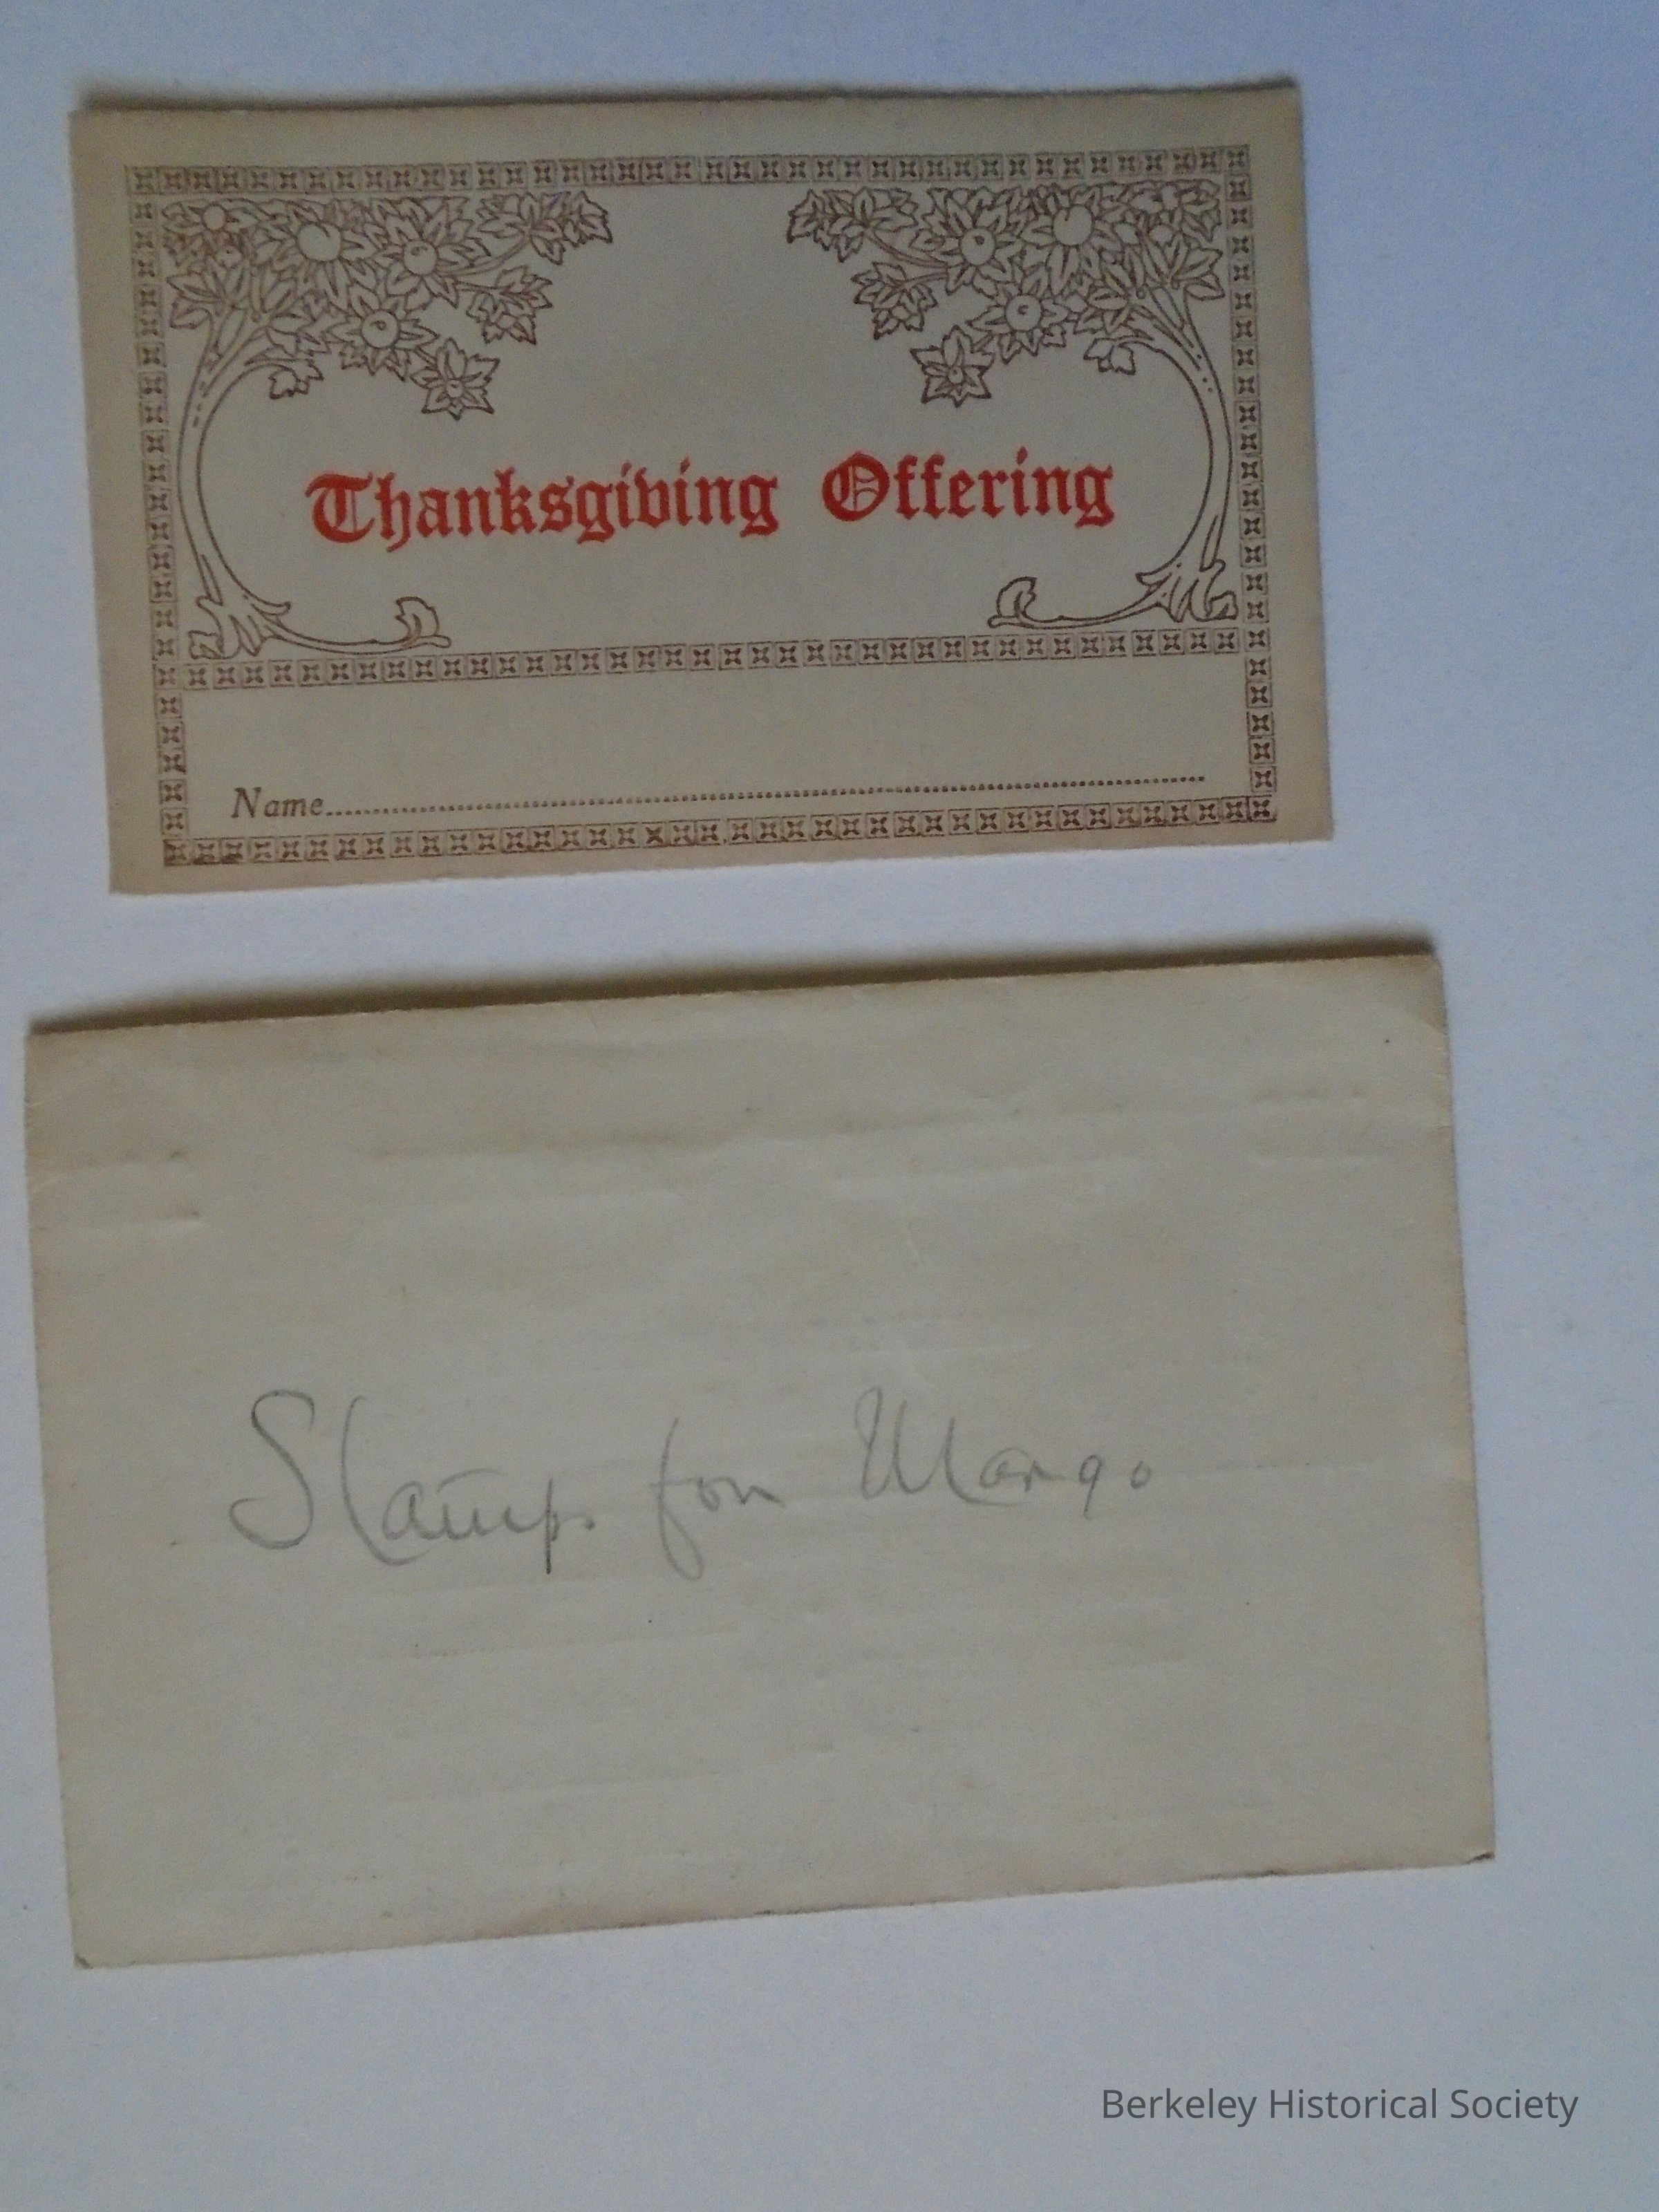 Thanksgiving Offering
Name
Stamps for Margo
Berkeley Historical Society